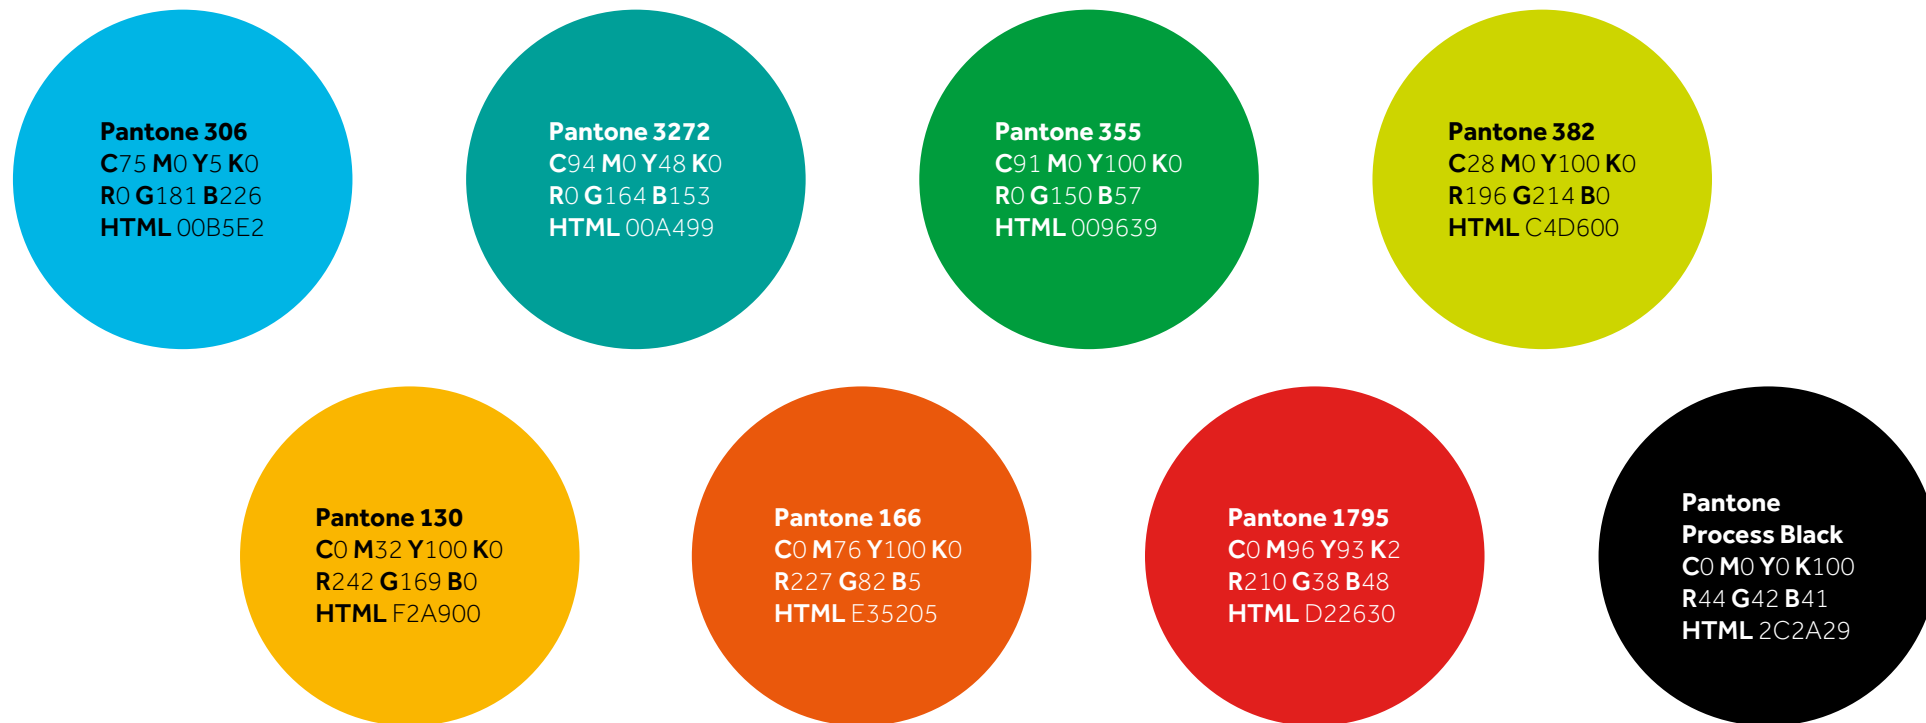 Pantone 306
C75 M0 Y5 K0
R0 G181 B226
HTML 00B5E2
Pantone 3272
C94 M0 Y48 K0
R0 G164 B153
HTML 00A499
Pantone 355
C91 M0 Y100 K0
R0 G150 B57
HTML 009639
Pantone 382
C28 M0 Y100 K0
R196 G214 B0
HTML C4D600
Pantone 130
C0 M32 Y100 K0
R242 G169 B0
HTML F2A900
Pantone 166
C0 M76 Y100 K0
R227 G82 B5
HTML E35205
Pantone 1795
C0 M96 Y93 K2
R210 G38 B48
HTML D22630
Pantone
Process Black
C0 M0 Y0 K100
R44 G42 B41
HTML 2C2A29